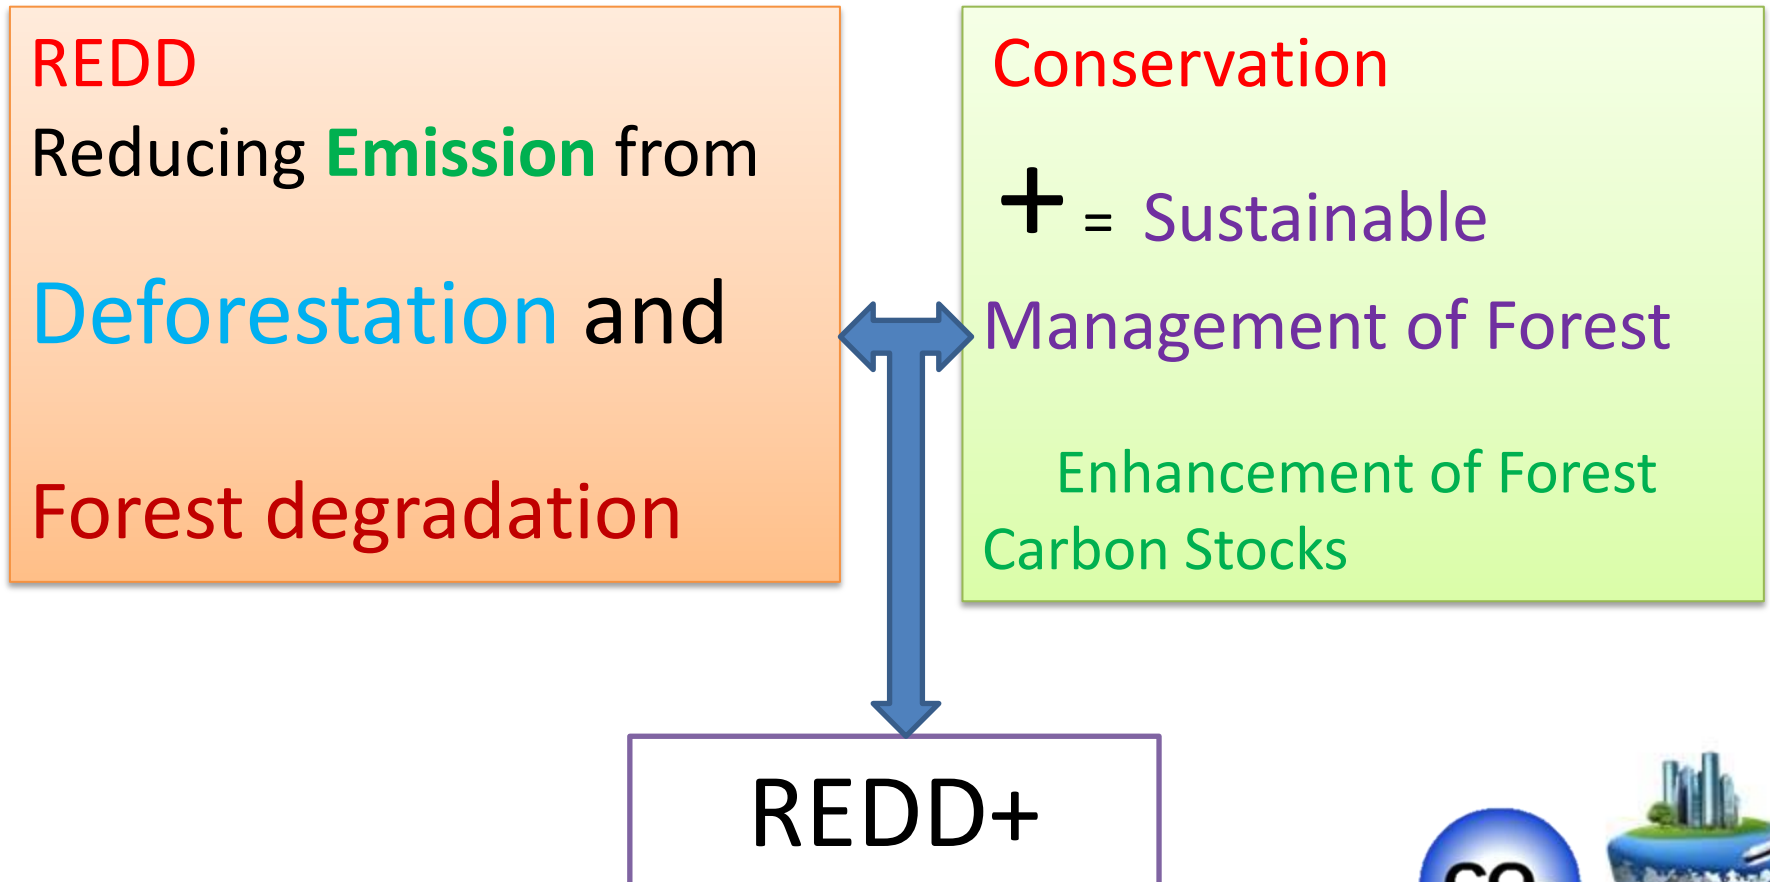 REDD
Reducing Emission from
Deforestation and
Forest degradation
Conservation
+ = Sustainable
Management of Forest
Enhancement of Forest
Carbon Stocks
REDD+
CO